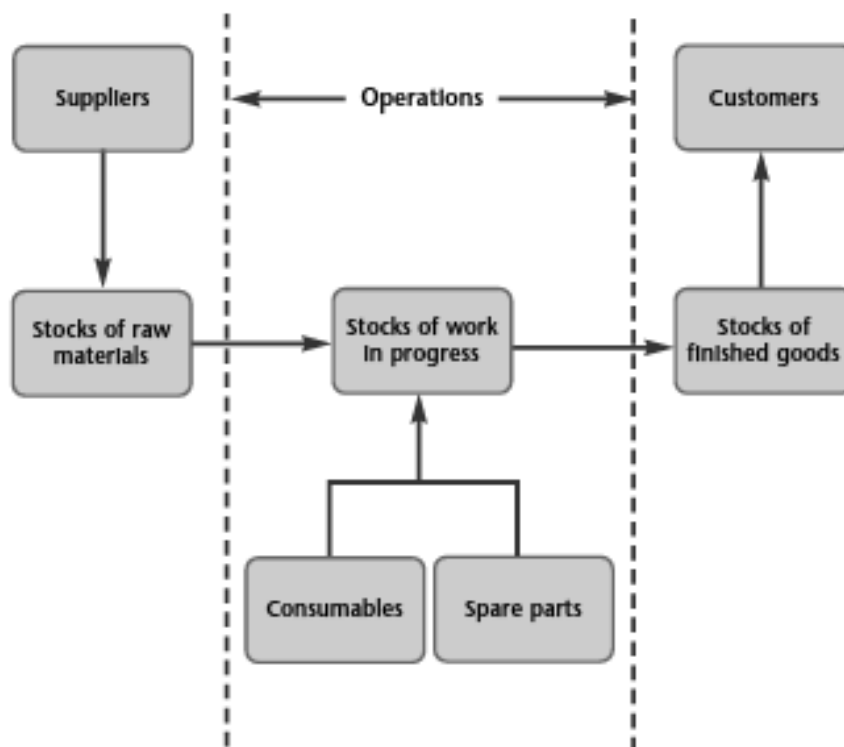 Suppliers
Operations
Customers
Stocks of raw
materials
Stocks of work
in progress
Stocks of
finished goods
Consumables
Spare parts